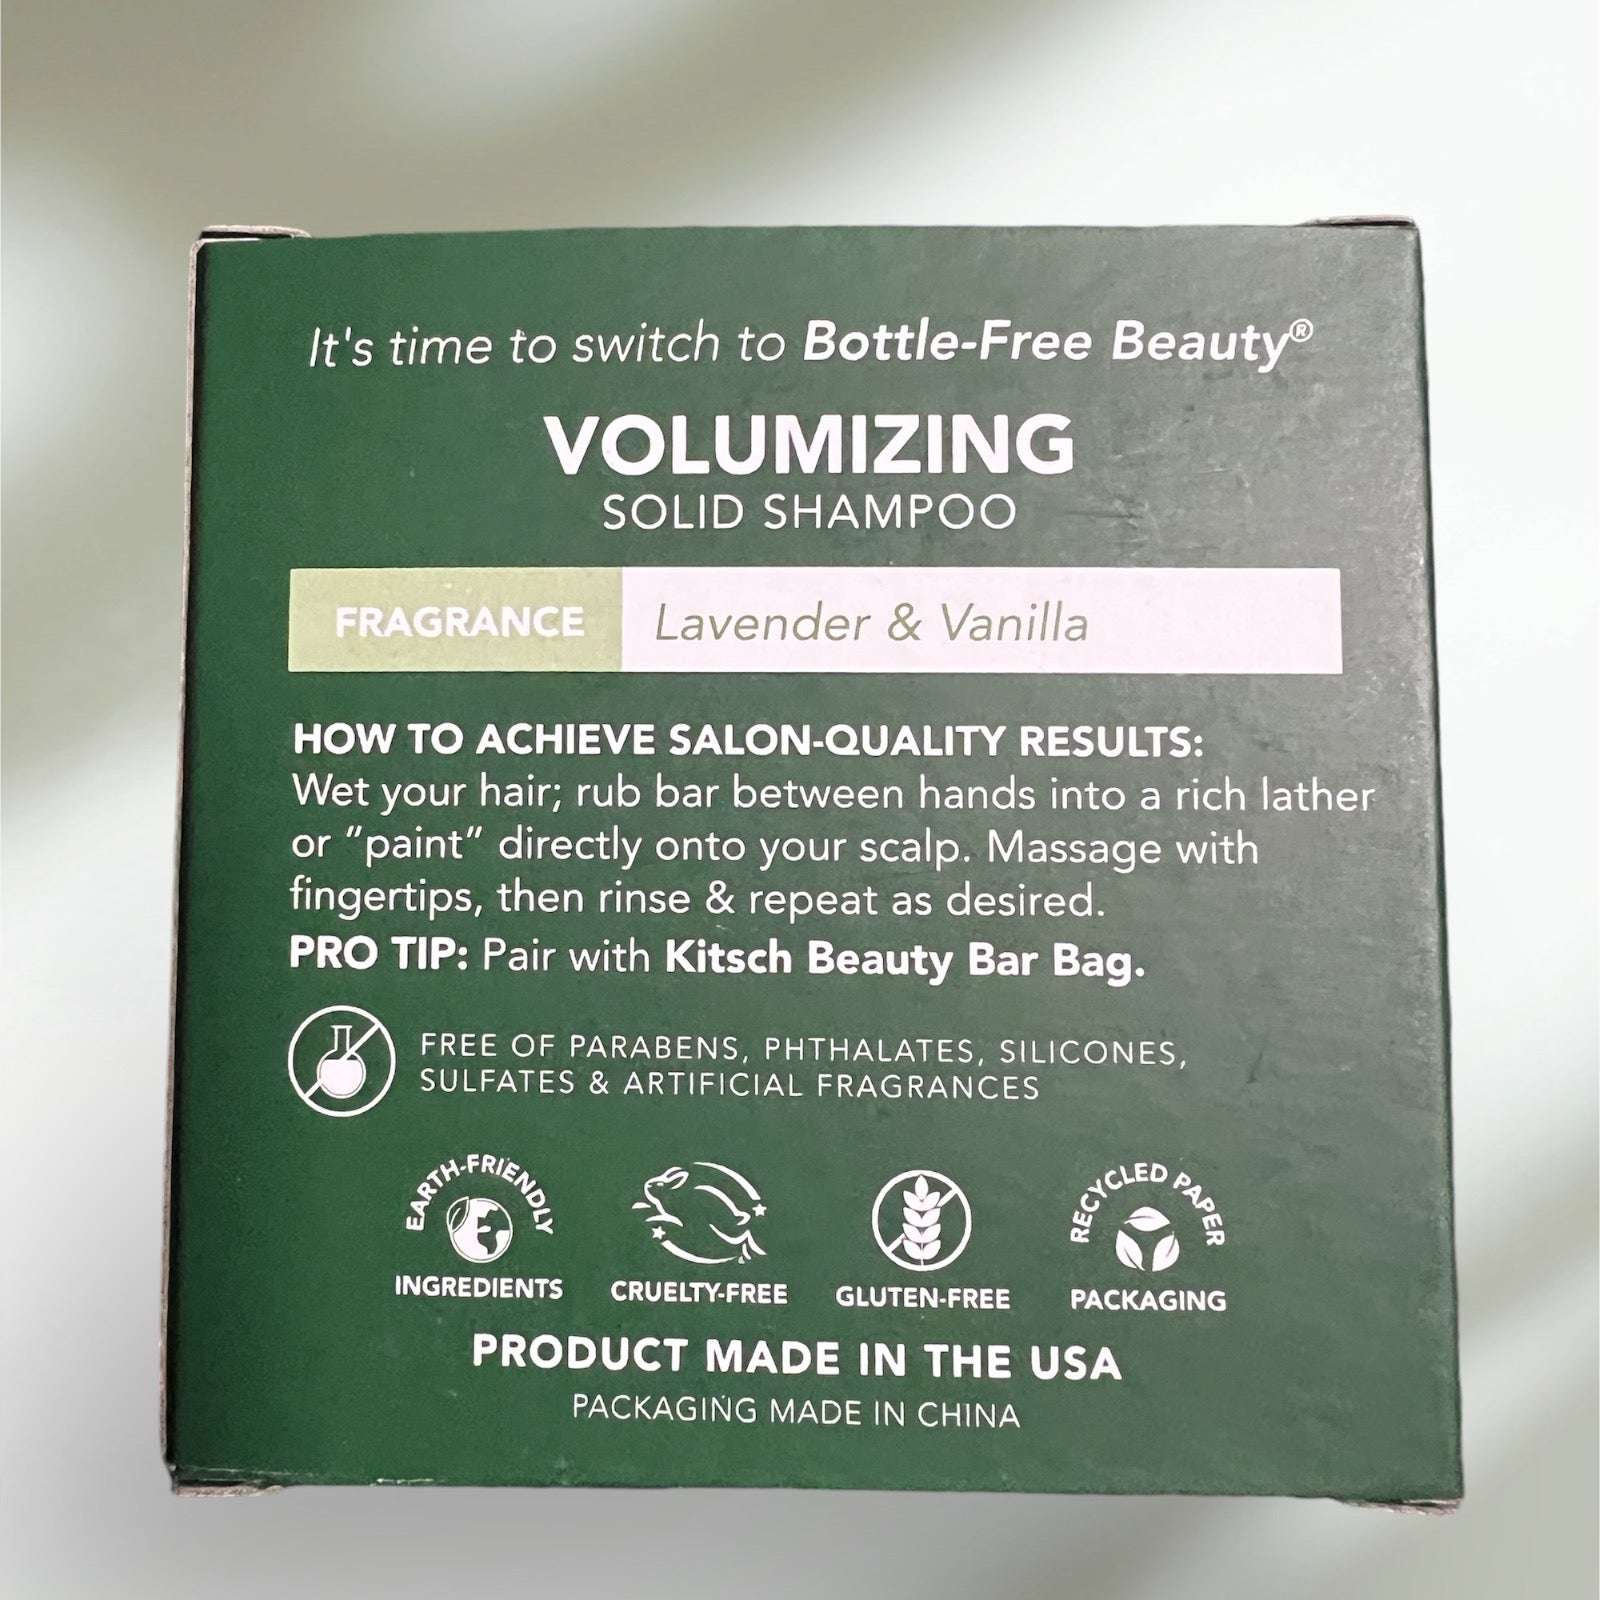 It's time to switch to Bottle-Free Beauty®
VOLUMIZING
SOLID SHAMPOO
FRAGRANCE Lavender & Vanilla
HOW TO ACHIEVE SALON-QUALITY RESULTS:
Wet your hair; rub bar between hands into a rich lather
or "paint" directly onto your scalp. Massage with
fingertips, then rinse & repeat as desired.
PRO TIP: Pair with Kitsch Beauty Bar Bag.
FREE OF PARABENS, PHTHALATES, SILICONES,
SULFATES & ARTIFICIAL FRAGRANCES
EARTH-FRIENDLY
INGREDIENTS
CRUELTY-FREE
GLUTEN-FREE
RECYCLED PAPER
PACKAGING
PRODUCT MADE IN THE USA
PACKAGING MADE IN CHINA